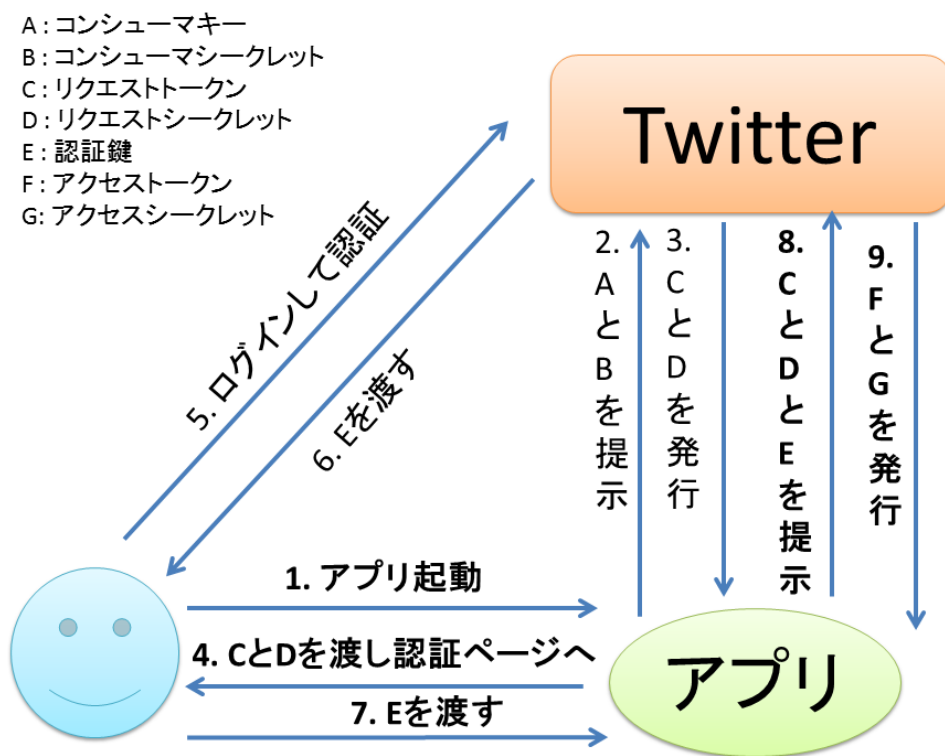 A : コンシューマキー
B : コンシューマシークレット
C : リクエストトークン
D : リクエストシークレット
E : 認証鍵
F : アクセストークン
G: アクセスシークレット
Twitter
5. ログインして認証
6. Eを渡す
2. AとBを提示
3. CとDを発行
8. CとDとEを提示
9. FとGを発行
1. アプリ起動
4. CとDを渡し認証ページへ
7. Eを渡す
アプリ